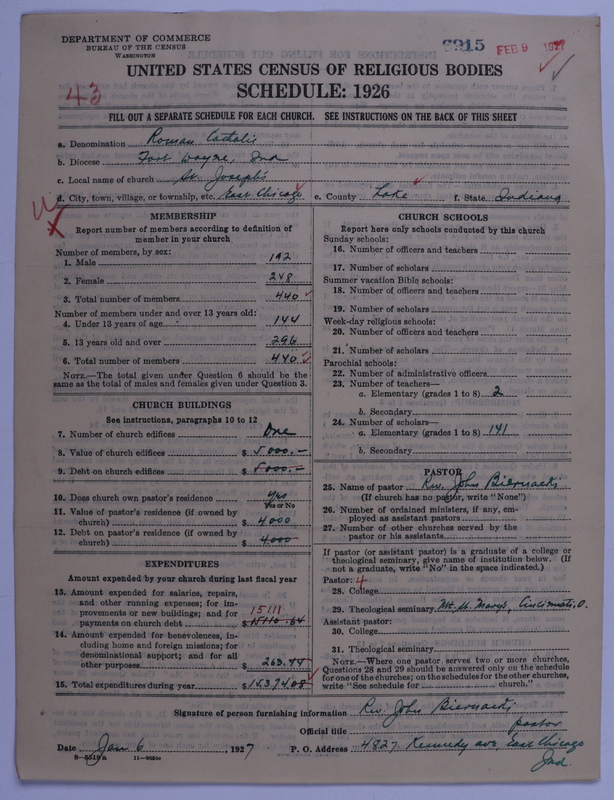 DEPARTMENT OF COMMERCE
BUREAU OF THE CENSUS
WASHINGTON
6915 FEB 9 1927
UNITED STATES CENSUS OF RELIGIOUS BODIES
43
SCHEDULE: 1926
FILL OUT A SEPARATE SCHEDULE FOR EACH CHURCH. SEE INSTRUCTIONS ON THE BACK OF THIS SHEET
a. Denomination Roman Catholic
b. Diocese Fort Wayne, Ind
c. Local name of church St. Joseph's
d. City, town, village, or township, etc. East Chicago e. County Lake f. State Indiana
MEMBERSHIP
Report number of members according to definition of
member in your church
Number of members, by sex:
1. Male 192
2. Female 248
3. Total number of members 440
Number of members under and over 13 years old:
4. Under 13 years of age 144
5. 13 years old and over 296
6. Total number of members 440
NOTE.—The total given under Question 6 should be the
same as the total of males and females given under Question 3.
CHURCH BUILDINGS
See instructions, paragraphs 10 to 12
7. Number of church edifices One
8. Value of church edifices $ 5000.—
9. Debt on church edifices $ 5000.—
10. Does church own pastor's residence Yes
Yes or No
11. Value of pastor's residence (if owned by
church) $ 4000
12. Debt on pastor's residence (if owned by
church) $ 4000
EXPENDITURES
Amount expended by your church during last fiscal year
13. Amount expended for salaries, repairs,
and other running expenses; for im-
provements or new buildings; and for 15111
payments on church debt $ 15110.64
14. Amount expended for benevolences, in-
cluding home and foreign missions; for
denominational support; and for all
other purposes 263.44
15. Total expenditures during year $ 15374.08
CHURCH SCHOOLS
Report here only schools conducted by this church
Sunday schools:
16. Number of officers and teachers
17. Number of scholars
Summer vacation Bible schools:
18. Number of officers and teachers
19. Number of scholars
Week-day religious schools:
20. Number of officers and teachers
21. Number of scholars
Parochial schools:
22. Number of administrative officers
23. Number of teachers—
a. Elementary (grades 1 to 8) 2
b. Secondary
24. Number of scholars—
a. Elementary (grades 1 to 8) 141
b. Secondary
PASTOR
25. Name of pastor Rev. John Biernacki
(If church has no pastor, write "None")
26. Number of ordained ministers, if any, em-
ployed as assistant pastors
27. Number of other churches served by the
pastor or his assistants
If pastor (or assistant pastor) is a graduate of a college or
theological seminary, give name of institution below. (If
not a graduate, write "No" in the space indicated.)
Pastor: 4
28. College
29. Theological seminary Mt. St. Marys, Cincinnati, O.
Assistant pastor:
30. College
31. Theological seminary
NOTE.—Where one pastor serves two or more churches,
Questions 28 and 29 should be answered only on the schedule
for one of the churches; on the schedules for the other churches,
write "See schedule for church."
Signature of person furnishing information Rev. John Biernacki
Official title pastor
Date Jan. 6, 1927 P. O. Address 4827 Kennedy ave, East Chicago
Ind.